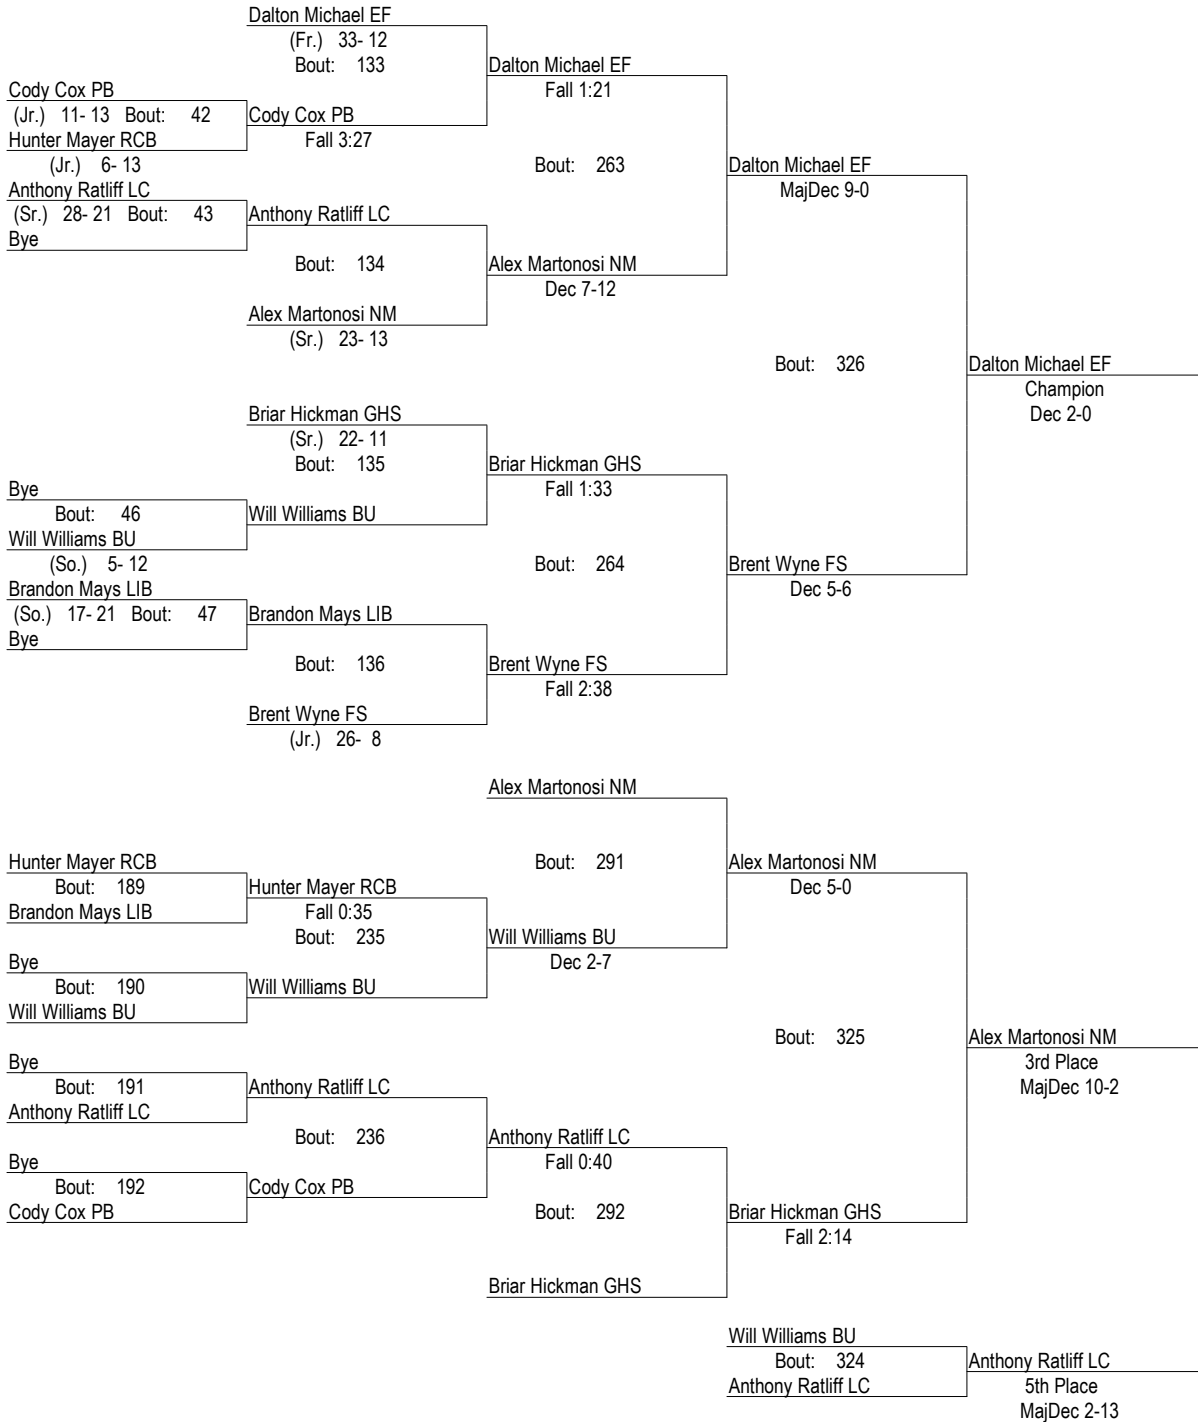 Dalton Michael EF
(Fr.) 33- 12
Bout: 133
Dalton Michael EF
Fall 1:21
Cody Cox PB
(Jr.) 11- 13 Bout: 42
Cody Cox PB
Hunter Mayer RCB
Fall 3:27
(Jr.) 6- 13
Bout: 263
Dalton Michael EF
MajDec 9-0
Anthony Ratliff LC
(Sr.) 28- 21 Bout: 43
Anthony Ratliff LC
Bye
Bout: 134
Alex Martonosi NM
Dec 7-12
Alex Martonosi NM
(Sr.) 23- 13
Bout: 326
Dalton Michael EF
Champion
Dec 2-0
Briar Hickman GHS
(Sr.) 22- 11
Bout: 135
Briar Hickman GHS
Fall 1:33
Bye
Bout: 46
Will Williams BU
Will Williams BU
(So.) 5- 12
Bout: 264
Brent Wyne FS
Dec 5-6
Brandon Mays LIB
(So.) 17- 21 Bout: 47
Brandon Mays LIB
Bye
Bout: 136
Brent Wyne FS
Fall 2:38
Brent Wyne FS
(Jr.) 26- 8
Alex Martonosi NM
Bout: 291
Alex Martonosi NM
Dec 5-0
Hunter Mayer RCB
Bout: 189
Hunter Mayer RCB
Brandon Mays LIB
Fall 0:35
Bout: 235
Will Williams BU
Dec 2-7
Bye
Bout: 190
Will Williams BU
Will Williams BU
Bout: 325
Alex Martonosi NM
3rd Place
MajDec 10-2
Bye
Bout: 191
Anthony Ratliff LC
Anthony Ratliff LC
Bout: 236
Anthony Ratliff LC
Fall 0:40
Bye
Bout: 192
Cody Cox PB
Cody Cox PB
Bout: 292
Briar Hickman GHS
Fall 2:14
Briar Hickman GHS
Will Williams BU
Bout: 324
Anthony Ratliff LC
Anthony Ratliff LC
5th Place
MajDec 2-13